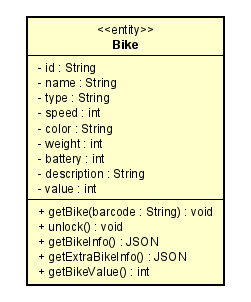 <<entity>>
Bike
- id : String
- name : String
- type : String
- speed : int
- color : String
- weight : int
- battery : int
- description : String
- value : int
+ getBike(barcode : String) : void
+ unlock() : void
+ getBikeInfo() : JSON
+ getExtraBikeInfo() : JSON
+ getBikeValue() : int